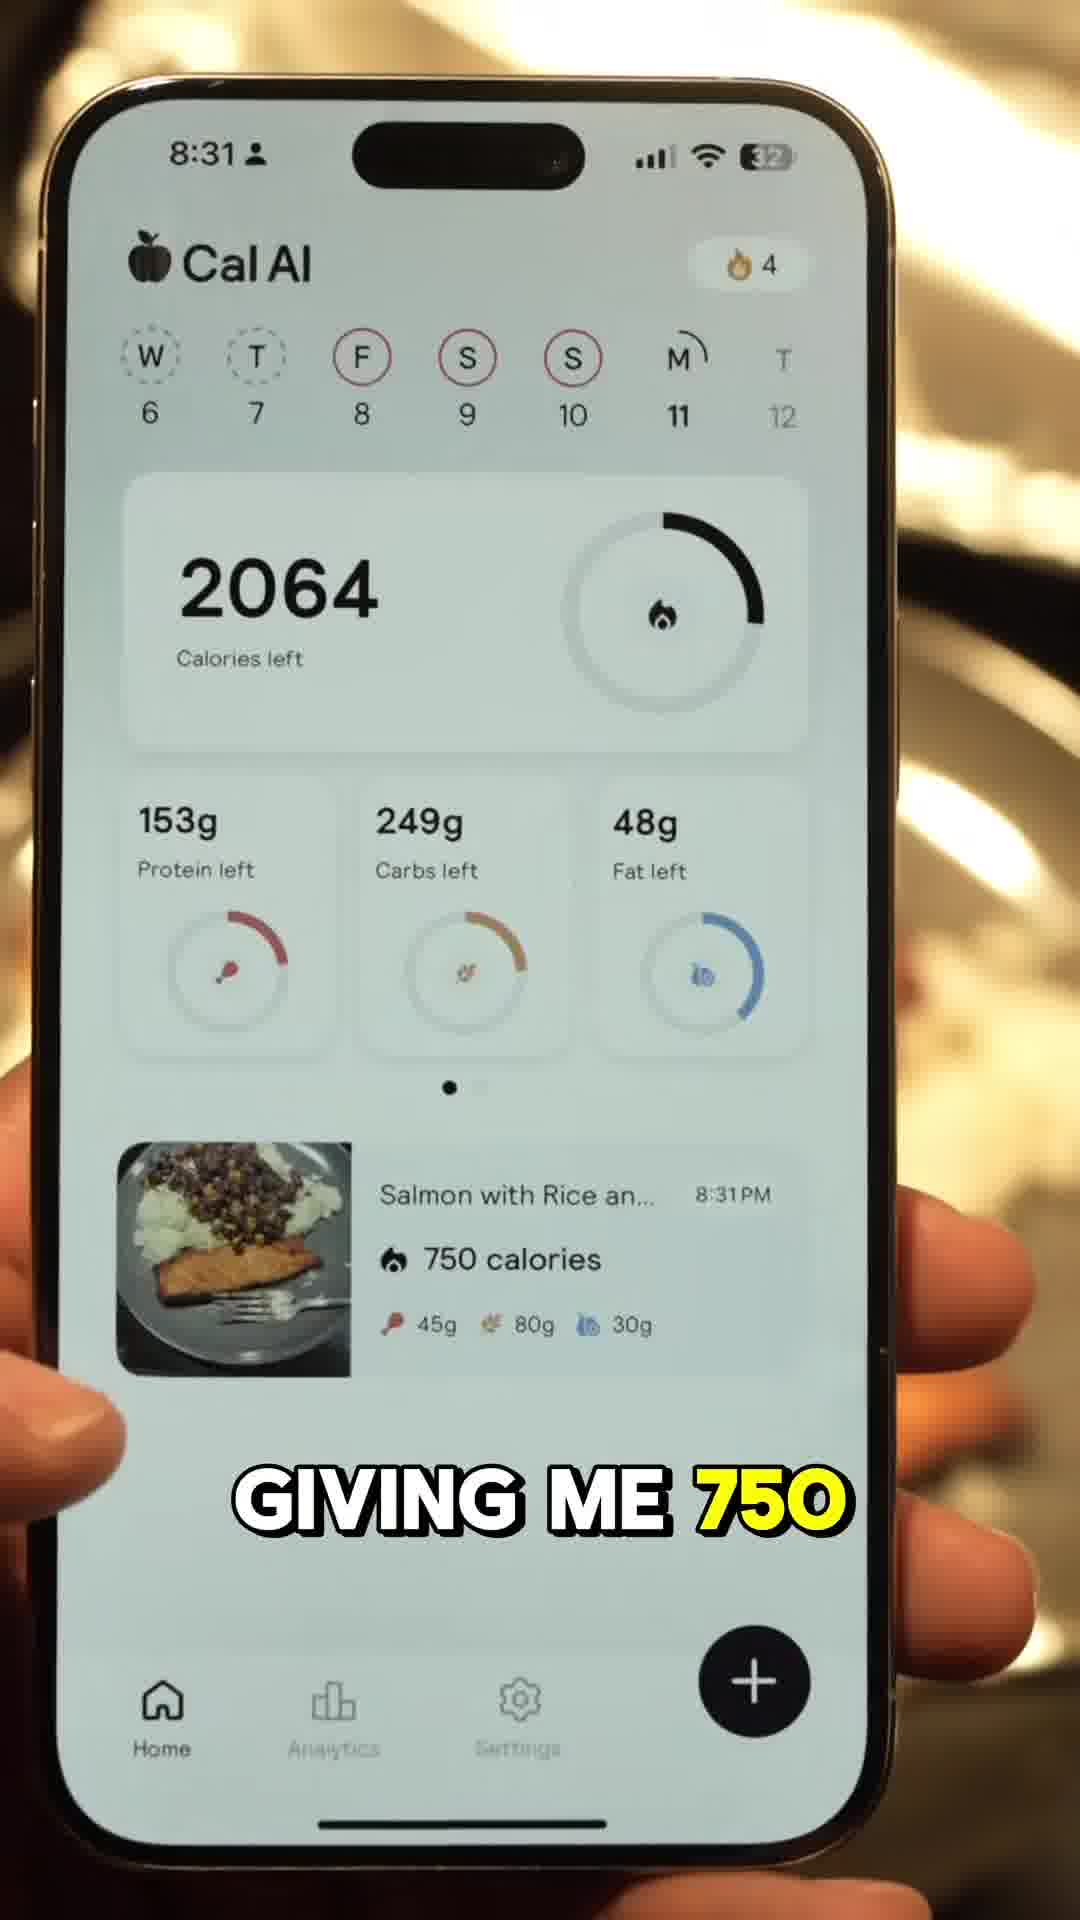 8:31
32
Cal AI
4
W T F S S M T
6 7 8 9 10 11 12
2064
Calories left
153g 249g 48g
Protein left Carbs left Fat left
Salmon with Rice an... 8:31 PM
750 calories
45g 80g 30g
GIVING ME 750
Home Analytics Settings